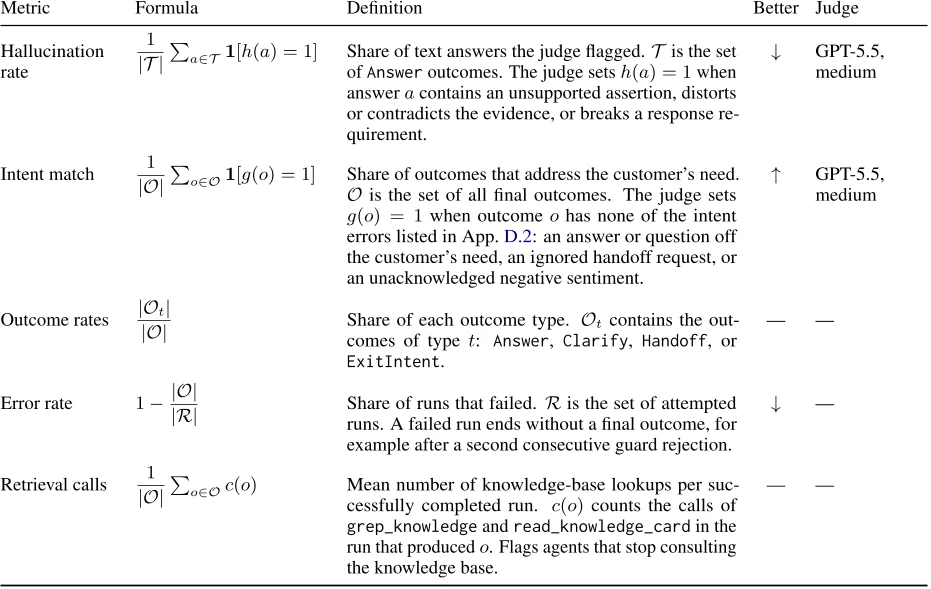 Metric Formula Definition Better Judge
Hallucination rate
1/|𝒯| ∑a∈𝒯 𝟏[h(a) = 1]
Share of text answers the judge flagged. 𝒯 is the set
of Answer outcomes. The judge sets h(a) = 1 when
answer a contains an unsupported assertion, distorts
or contradicts the evidence, or breaks a response re-
quirement.
↓
GPT-5.5,
medium
Intent match
1/|𝒪| ∑o∈𝒪 𝟏[g(o) = 1]
Share of outcomes that address the customer's need.
𝒪 is the set of all final outcomes. The judge sets
g(o) = 1 when outcome o has none of the intent
errors listed in App. D.2: an answer or question off
the customer's need, an ignored handoff request, or
an unacknowledged negative sentiment.
↑
GPT-5.5,
medium
Outcome rates
|𝒪t|/|𝒪|
Share of each outcome type. 𝒪t contains the out-
comes of type t: Answer, Clarify, Handoff, or
ExitIntent.
— —
Error rate
1 − |𝒪|/|ℛ|
Share of runs that failed. ℛ is the set of attempted
runs. A failed run ends without a final outcome, for
example after a second consecutive guard rejection.
↓ —
Retrieval calls
1/|𝒪| ∑o∈𝒪 c(o)
Mean number of knowledge-base lookups per suc-
cessfully completed run. c(o) counts the calls of
grep_knowledge and read_knowledge_card in the
run that produced o. Flags agents that stop consulting
the knowledge base.
— —